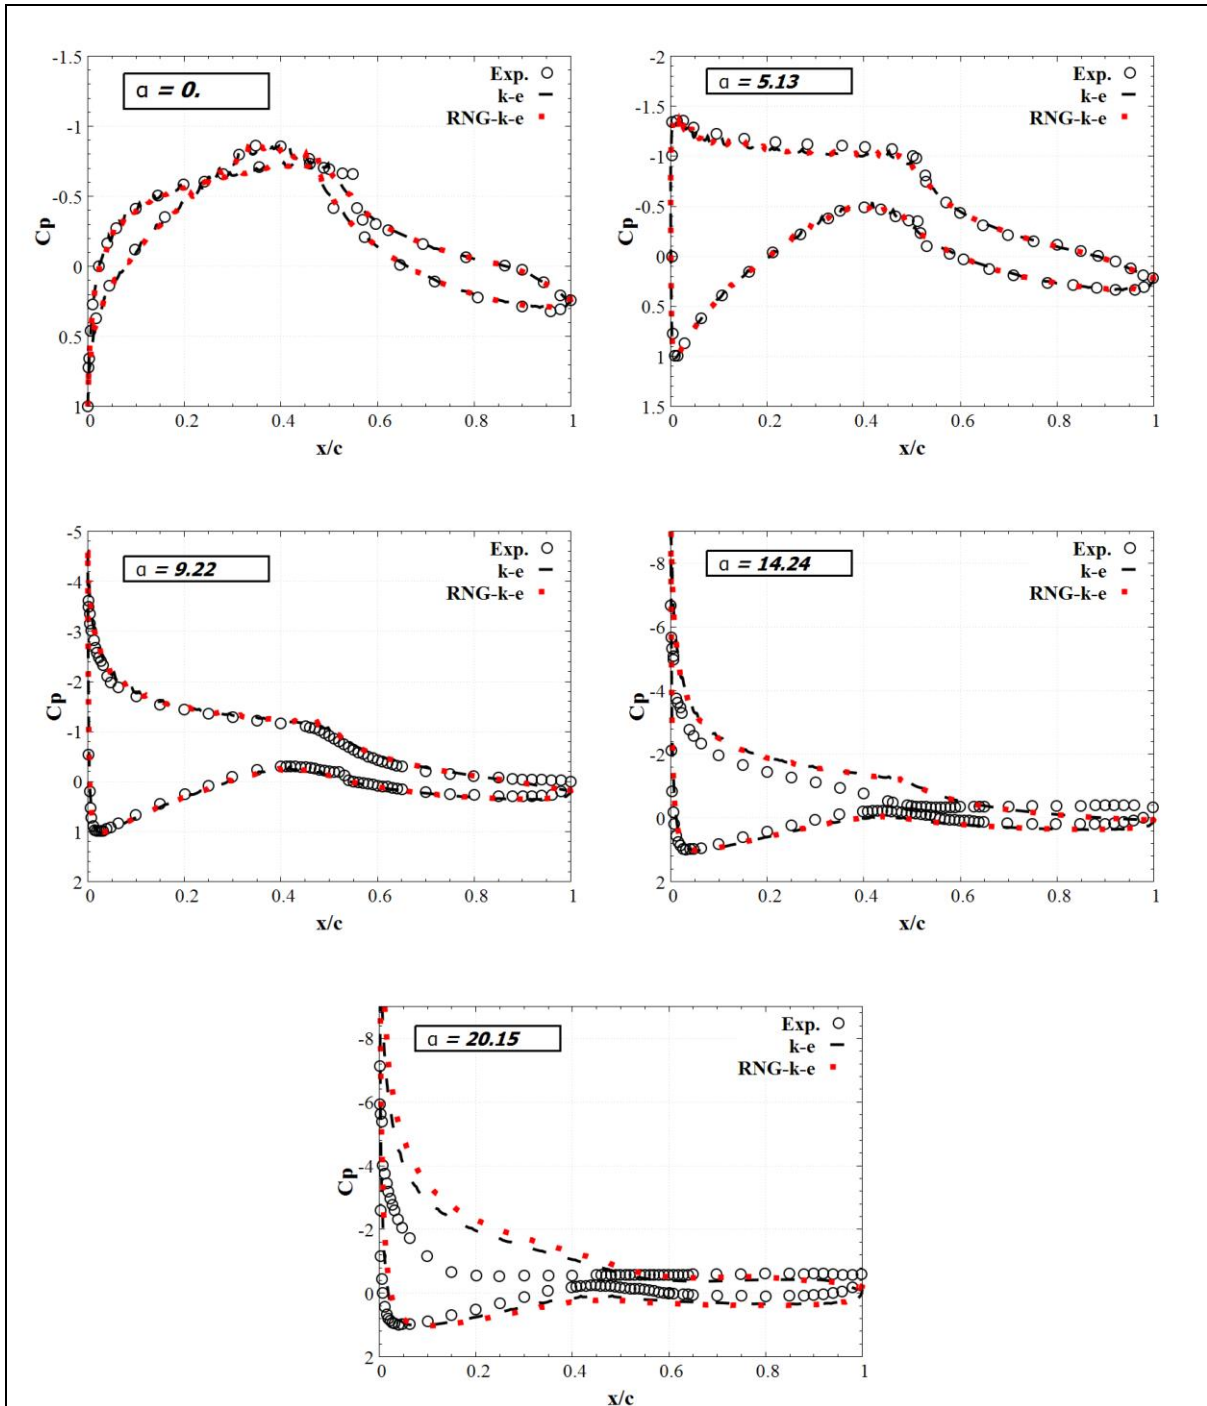 α = 0.
Exp.
k-e
RNG-k-e
-1.5
-1
-0.5
0
0.5
1
Cp
0 0.2 0.4 0.6 0.8 1
x/c
α = 5.13
Exp.
k-e
RNG-k-e
-2
-1.5
-1
-0.5
0
0.5
1
1.5
Cp
0 0.2 0.4 0.6 0.8 1
x/c
α = 9.22
Exp.
k-e
RNG-k-e
-5
-4
-3
-2
-1
0
1
2
Cp
0 0.2 0.4 0.6 0.8 1
x/c
α = 14.24
Exp.
k-e
RNG-k-e
-8
-6
-4
-2
0
2
Cp
0 0.2 0.4 0.6 0.8 1
x/c
α = 20.15
Exp.
k-e
RNG-k-e
-8
-6
-4
-2
0
2
Cp
0 0.2 0.4 0.6 0.8 1
x/c